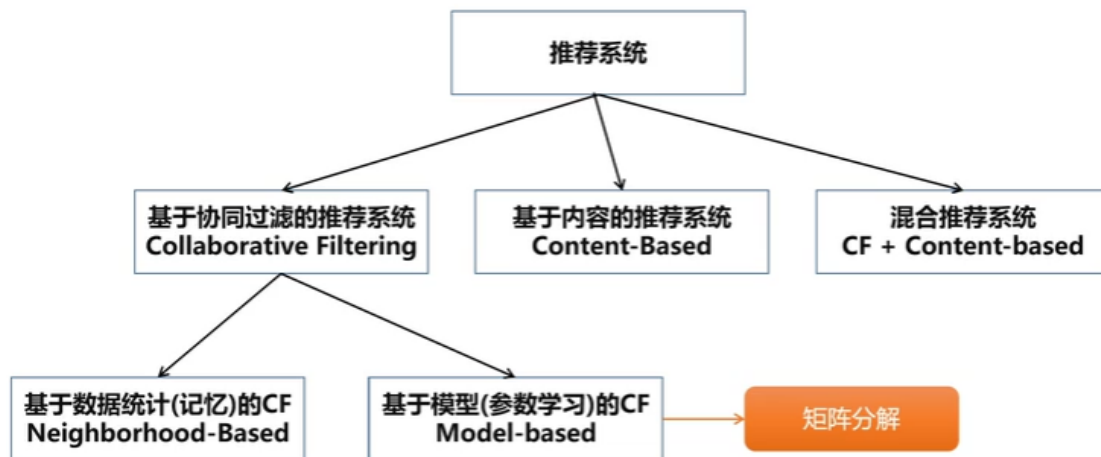 推荐系统
基于协同过滤的推荐系统
Collaborative Filtering
基于内容的推荐系统
Content-Based
混合推荐系统
CF + Content-based
基于数据统计(记忆)的CF
Neighborhood-Based
基于模型(参数学习)的CF
Model-based
矩阵分解